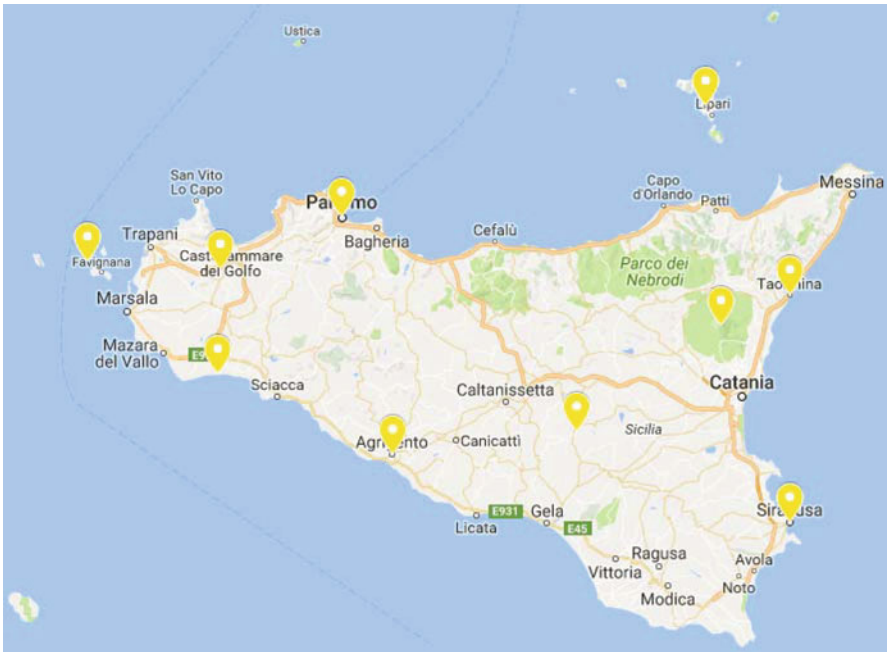 Ustica
Lipari
San Vito
Lo Capo
Palermo
Capo
d'Orlando
Patti
Messina
Trapani
Bagheria
Cefalù
Castellammare
del Golfo
Favignana
Parco dei
Nebrodi
Taormina
Marsala
Mazara
del Vallo
Sciacca
Caltanissetta
Catania
Agrigento
Canicattì
Sicilia
Licata
E931
Gela
E45
Siracusa
Ragusa
Vittoria
Modica
Avola
Noto